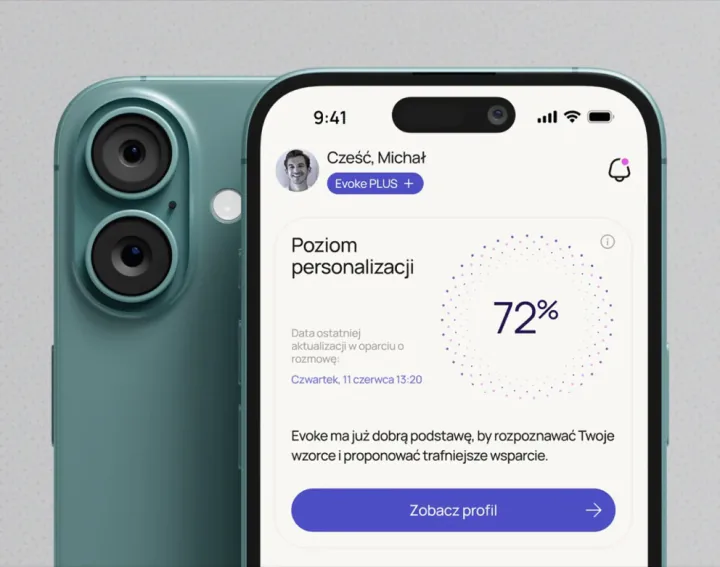 9:41
Cześć, Michał
Evoke PLUS +
Poziom
personalizacji
72%
Data ostatniej
aktualizacji w oparciu o
rozmowę:
Czwartek, 11 czerwca 13:20
Evoke ma już dobrą podstawę, by rozpoznawać Twoje
wzorce i proponować trafniejsze wsparcie.
Zobacz profil